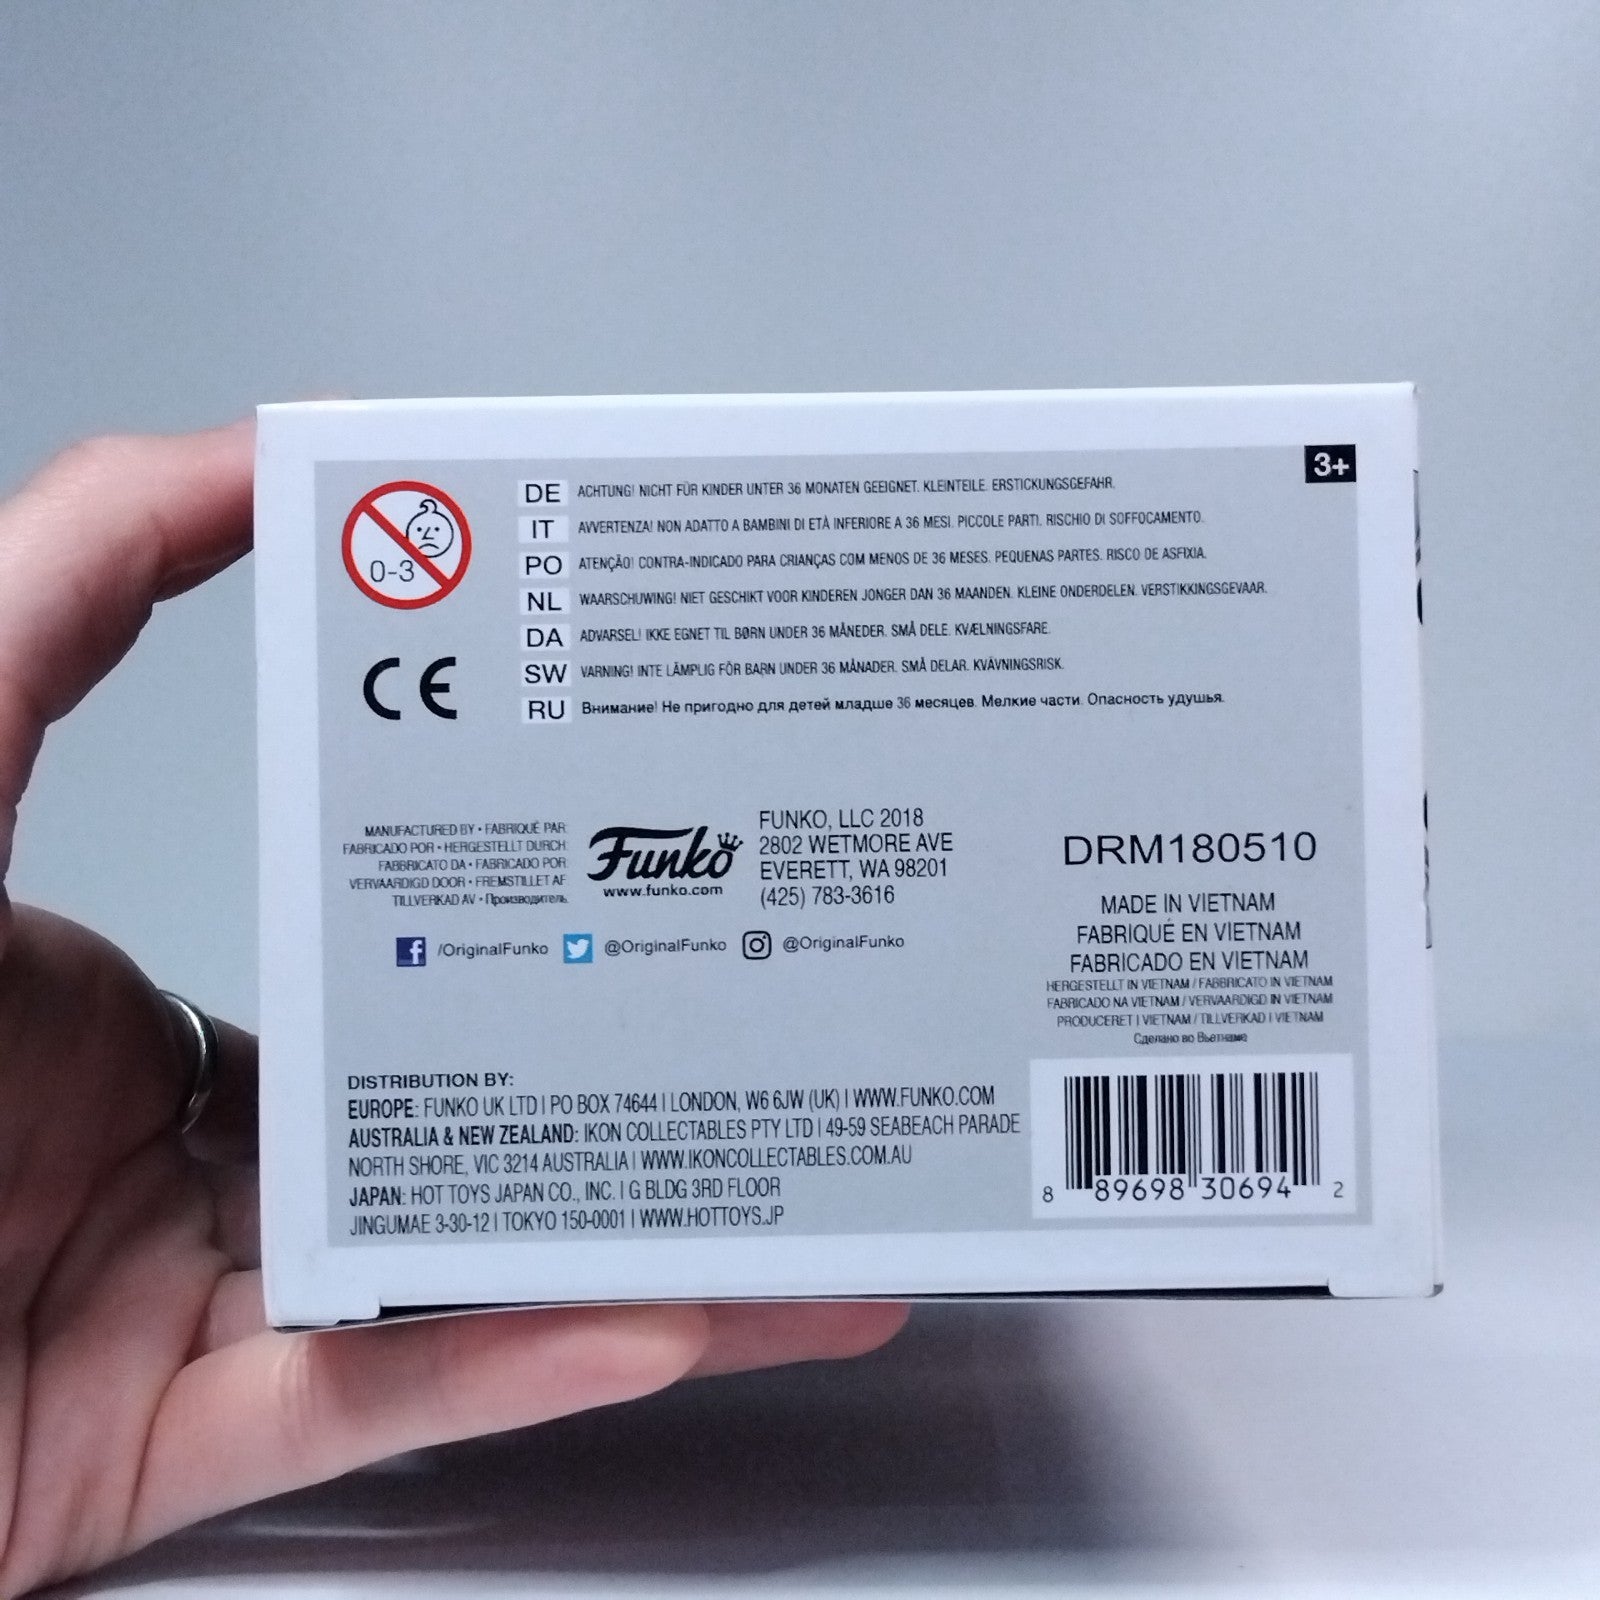 3+
0-3
DE ACHTUNG! NICHT FÜR KINDER UNTER 36 MONATEN GEEIGNET. KLEINTEILE. ERSTICKUNGSGEFAHR.
IT AVVERTENZA! NON ADATTO A BAMBINI DI ETÀ INFERIORE A 36 MESI. PICCOLE PARTI. RISCHIO DI SOFFOCAMENTO.
PO ATENÇÃO! CONTRA-INDICADO PARA CRIANÇAS COM MENOS DE 36 MESES. PEQUENAS PARTES. RISCO DE ASFIXIA.
NL WAARSCHUWING! NIET GESCHIKT VOOR KINDEREN JONGER DAN 36 MAANDEN. KLEINE ONDERDELEN. VERSTIKKINGSGEVAAR.
DA ADVARSEL! IKKE EGNET TIL BØRN UNDER 36 MÅNEDER. SMÅ DELE. KVÆLNINGSFARE.
SW VARNING! INTE LÄMPLIG FÖR BARN UNDER 36 MÅNADER. SMÅ DELAR. KVÄVNINGSRISK.
RU Внимание! Не пригодно для детей младше 36 месяцев. Мелкие части. Опасность удушья.
CE
MANUFACTURED BY • FABRIQUÉ PAR
FABRICADO POR • HERGESTELLT DURCH
FABBRICATO DA • FABRICADO POR
VERVAARDIGD DOOR • FREMSTILLET AF
TILLVERKAD AV • Производитель
Funko
www.funko.com
FUNKO, LLC 2018
2802 WETMORE AVE
EVERETT, WA 98201
(425) 783-3616
/OriginalFunko @OriginalFunko @OriginalFunko
DRM180510
MADE IN VIETNAM
FABRIQUÉ EN VIETNAM
FABRICADO EN VIETNAM
HERGESTELLT IN VIETNAM / FABBRICATO IN VIETNAM
FABRICADO NA VIETNAM / VERVAARDIGD IN VIETNAM
PRODUCERET I VIETNAM / TILLVERKAD I VIETNAM
Сделано во Вьетнаме
DISTRIBUTION BY:
EUROPE: FUNKO UK LTD | PO BOX 74644 | LONDON, W6 6JW (UK) | WWW.FUNKO.COM
AUSTRALIA & NEW ZEALAND: IKON COLLECTABLES PTY LTD | 49-59 SEABEACH PARADE
NORTH SHORE, VIC 3214 AUSTRALIA | WWW.IKONCOLLECTABLES.COM.AU
JAPAN: HOT TOYS JAPAN CO., INC. | G BLDG 3RD FLOOR
JINGUMAE 3-30-12 | TOKYO 150-0001 | WWW.HOTTOYS.JP
8 89698 30694 2